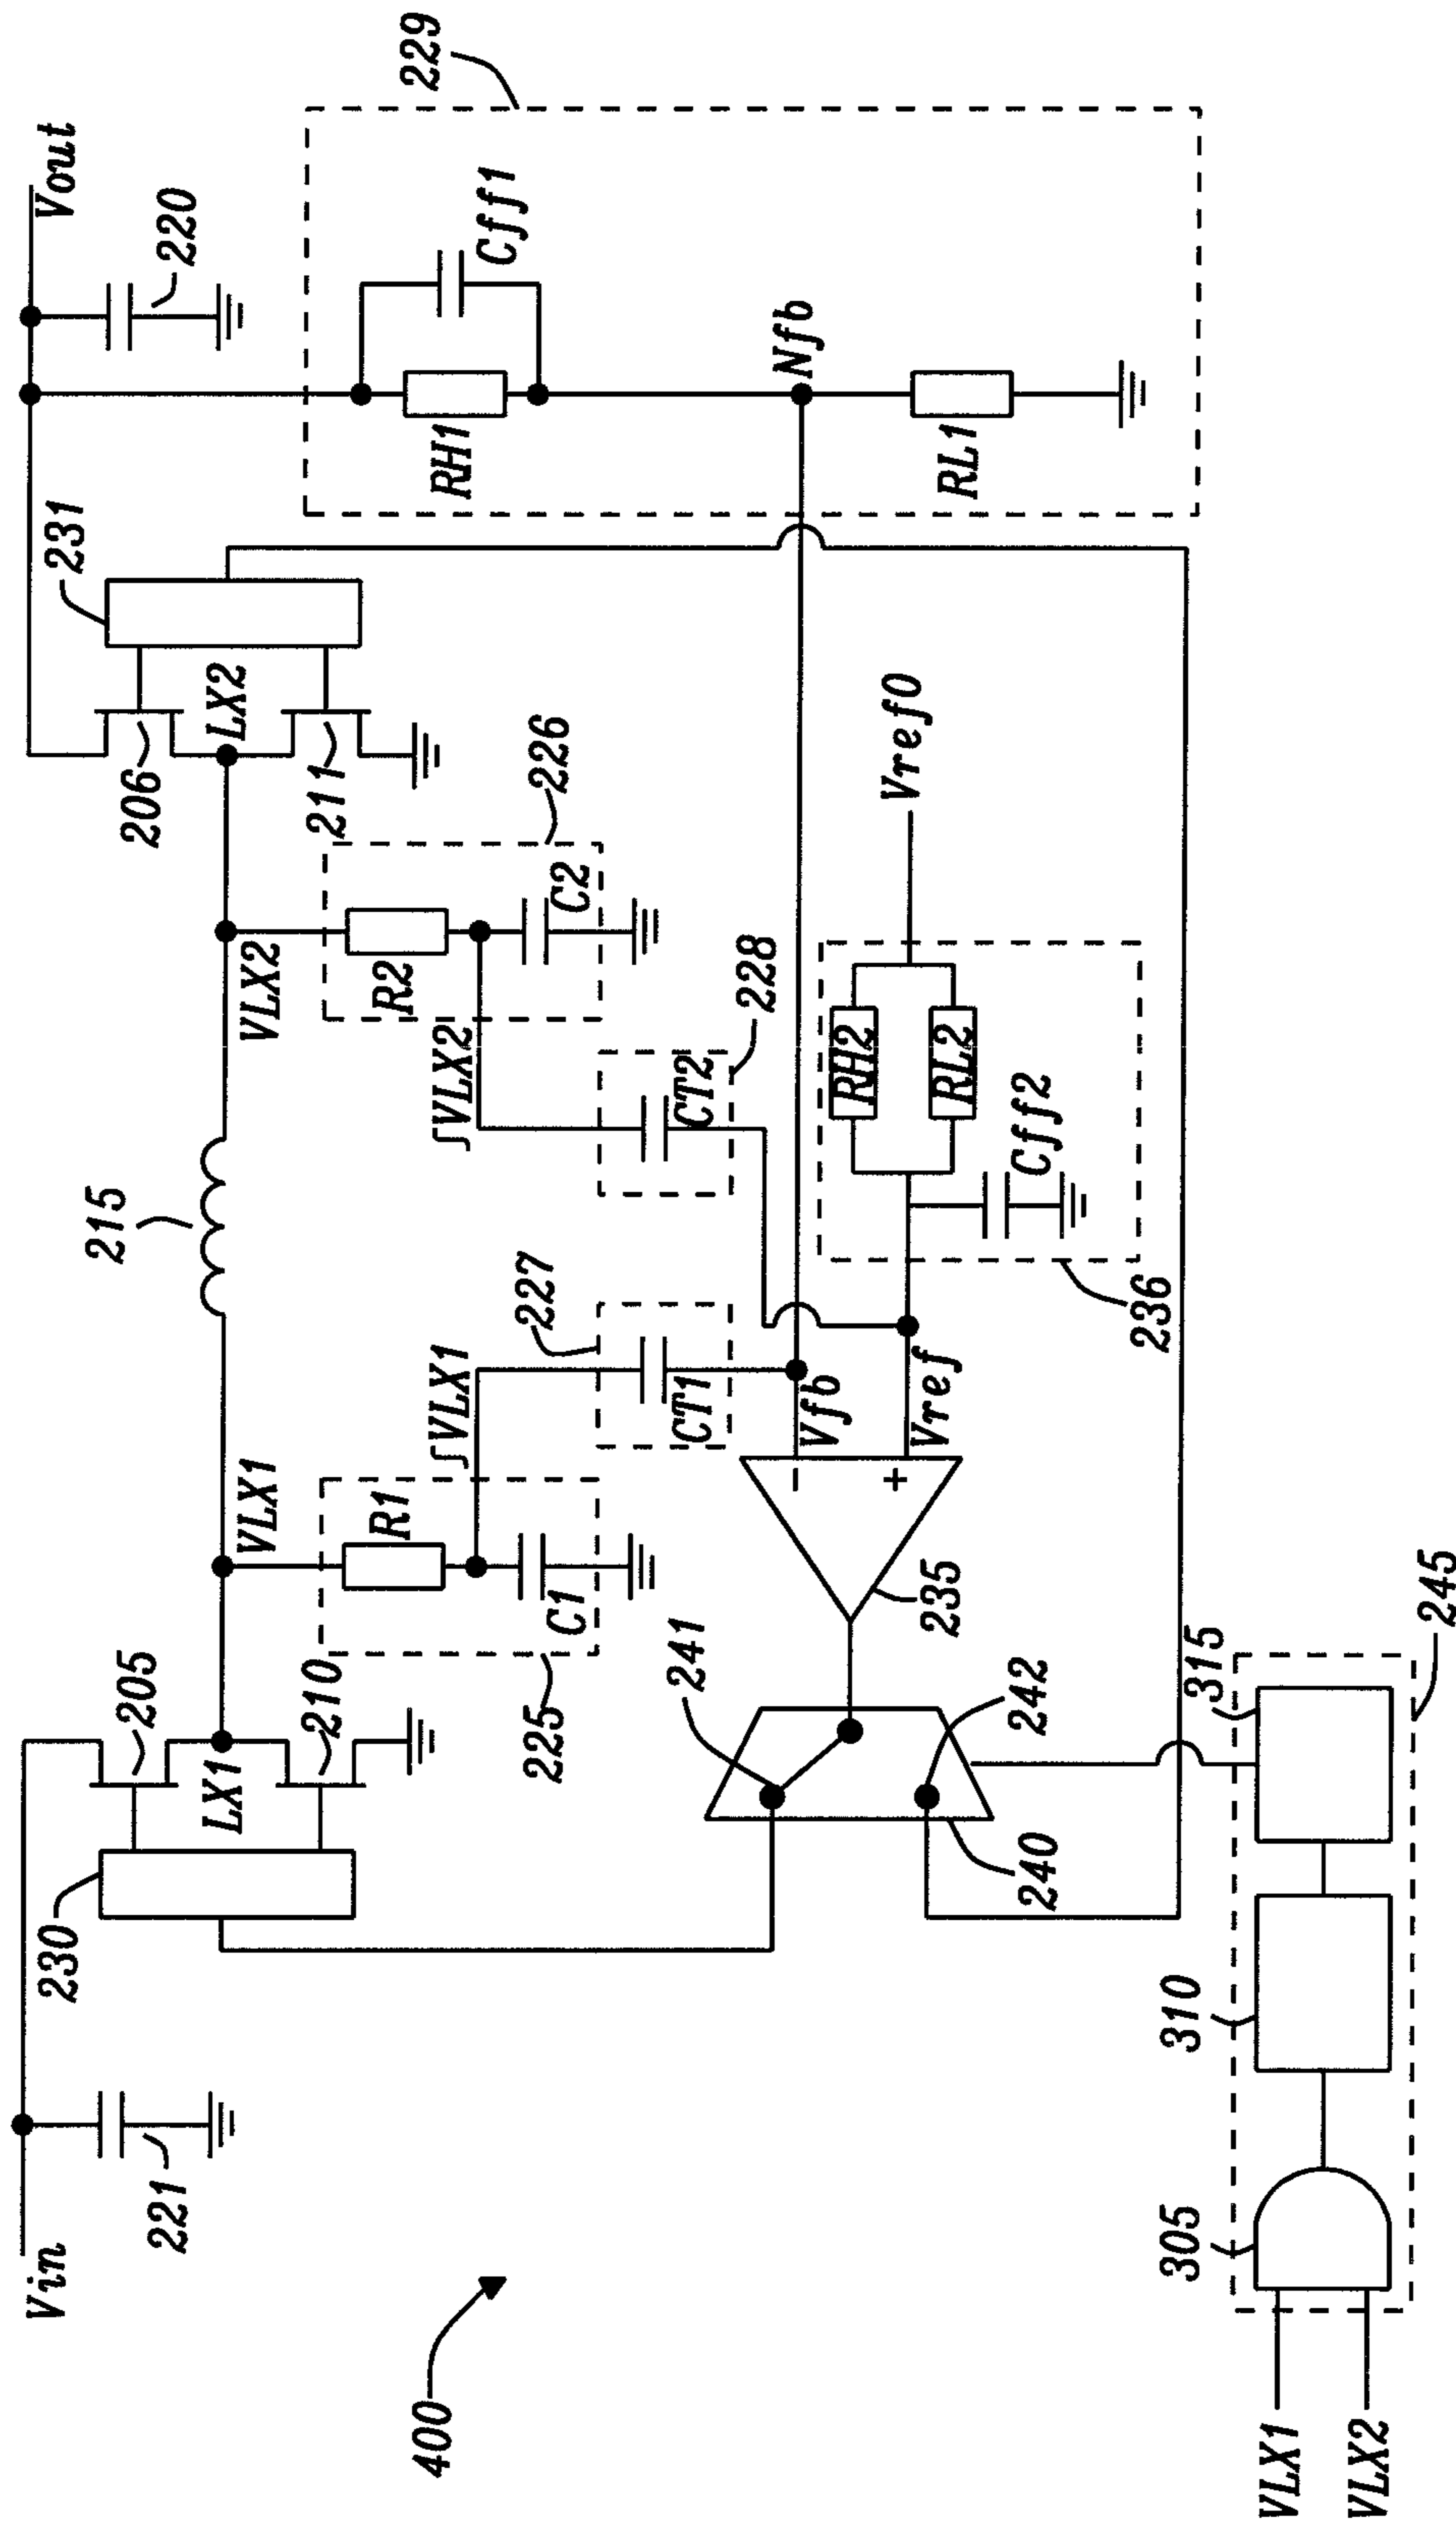 Vin
221
230
205
LX1
210
VLX1
215
VLX2
206
LX2
211
231
Vout
220
229
R1
C1
225
∫VLX1
227
CT1
R2
C2
226
∫VLX2
228
CT2
RH1
Cff1
Nfb
RL1
241
242
240
235
−
+
Vfb
Vref
RH2
RL2
Cff2
236
Vref0
400
305
310
315
245
VLX1
VLX2